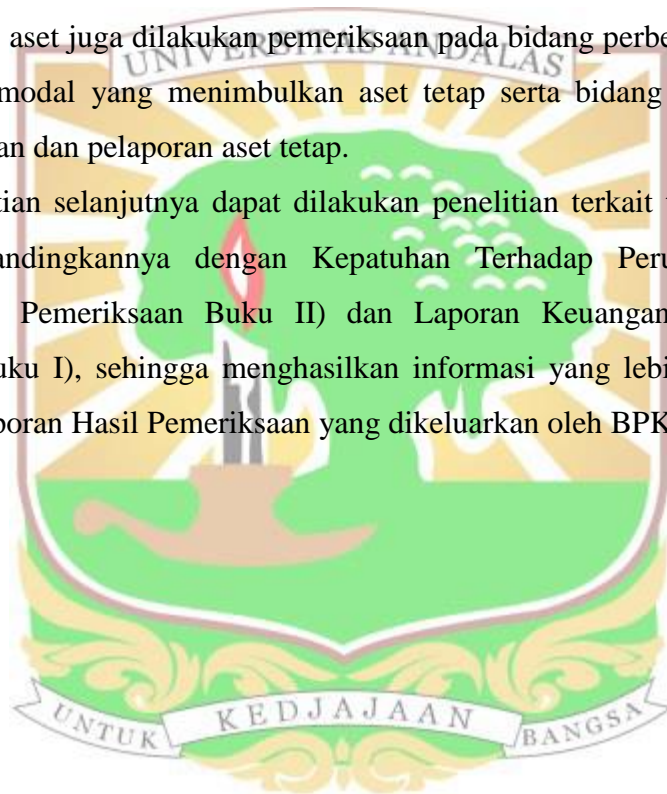 aset juga dilakukan pemeriksaan pada bidang perbe
UNIVERSITAS ANDALAS
modal yang menimbulkan aset tetap serta bidang
an dan pelaporan aset tetap.
tian selanjutnya dapat dilakukan penelitian terkait
andingkannya dengan Kepatuhan Terhadap Peru
Pemeriksaan Buku II) dan Laporan Keuangan
uku I), sehingga menghasilkan informasi yang lebi
poran Hasil Pemeriksaan yang dikeluarkan oleh BPK
UNTUK KEDJAJAAN BANGSA